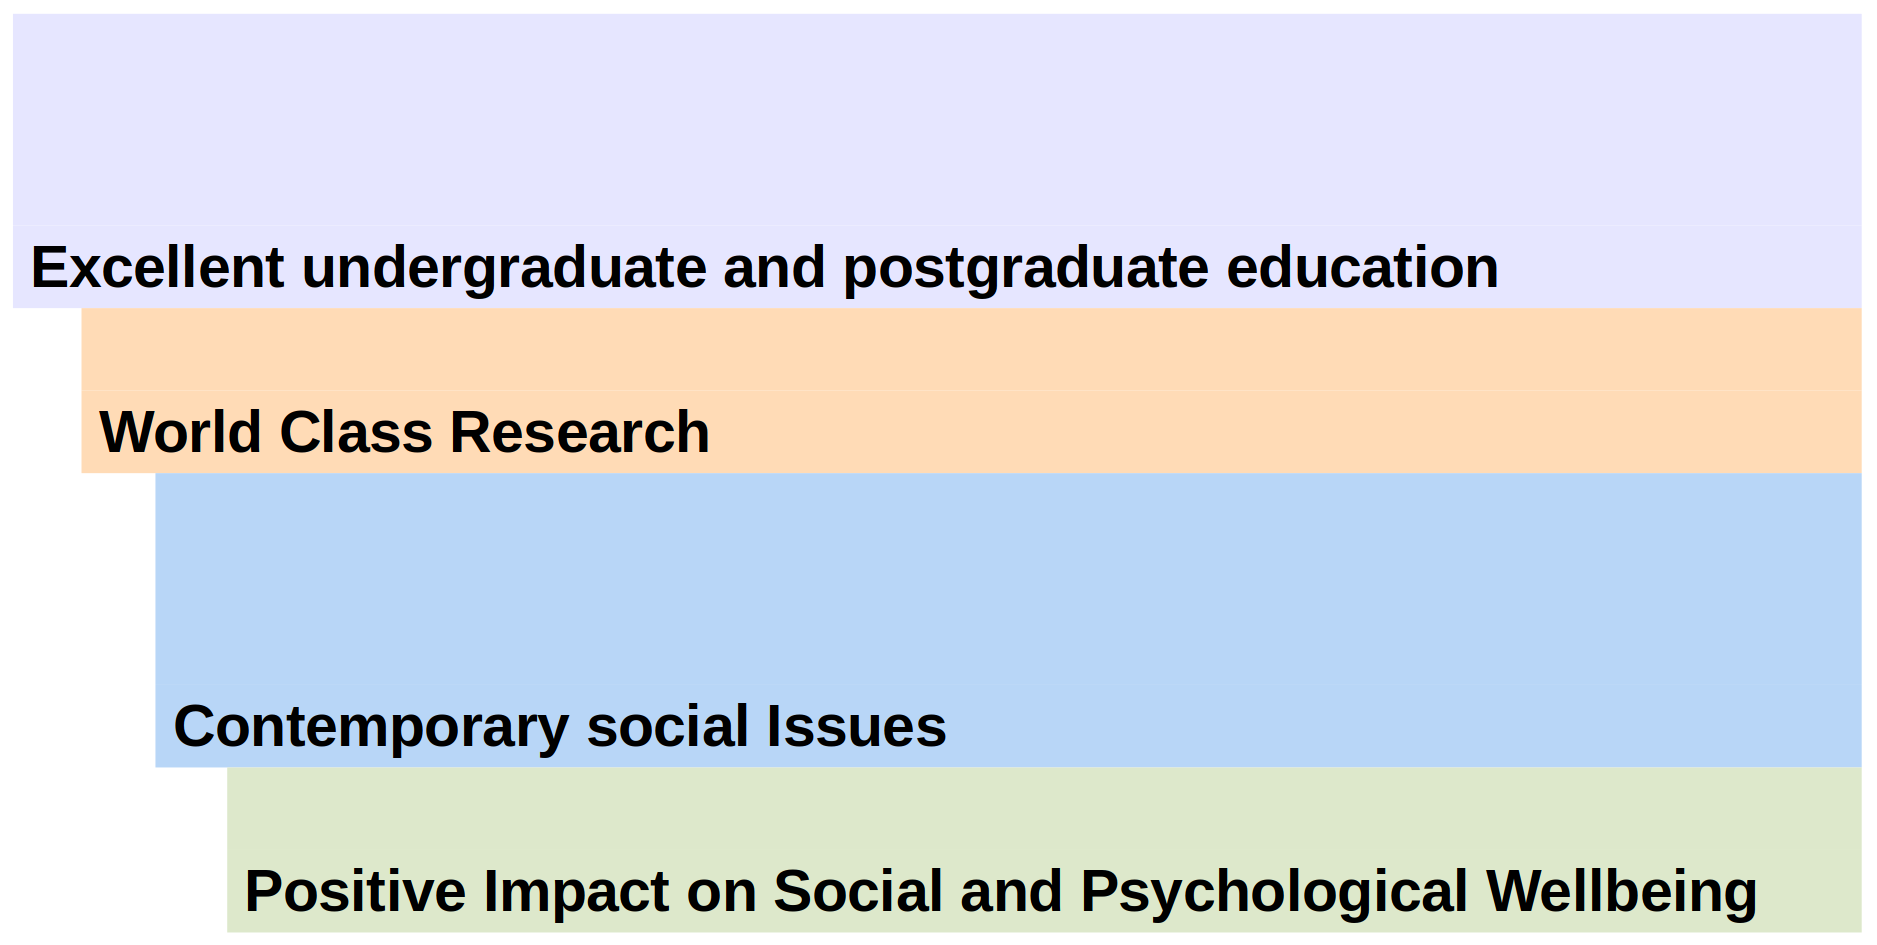 Excellent undergraduate and postgraduate education
World Class Research
Contemporary social Issues
Positive Impact on Social and Psychological Wellbeing